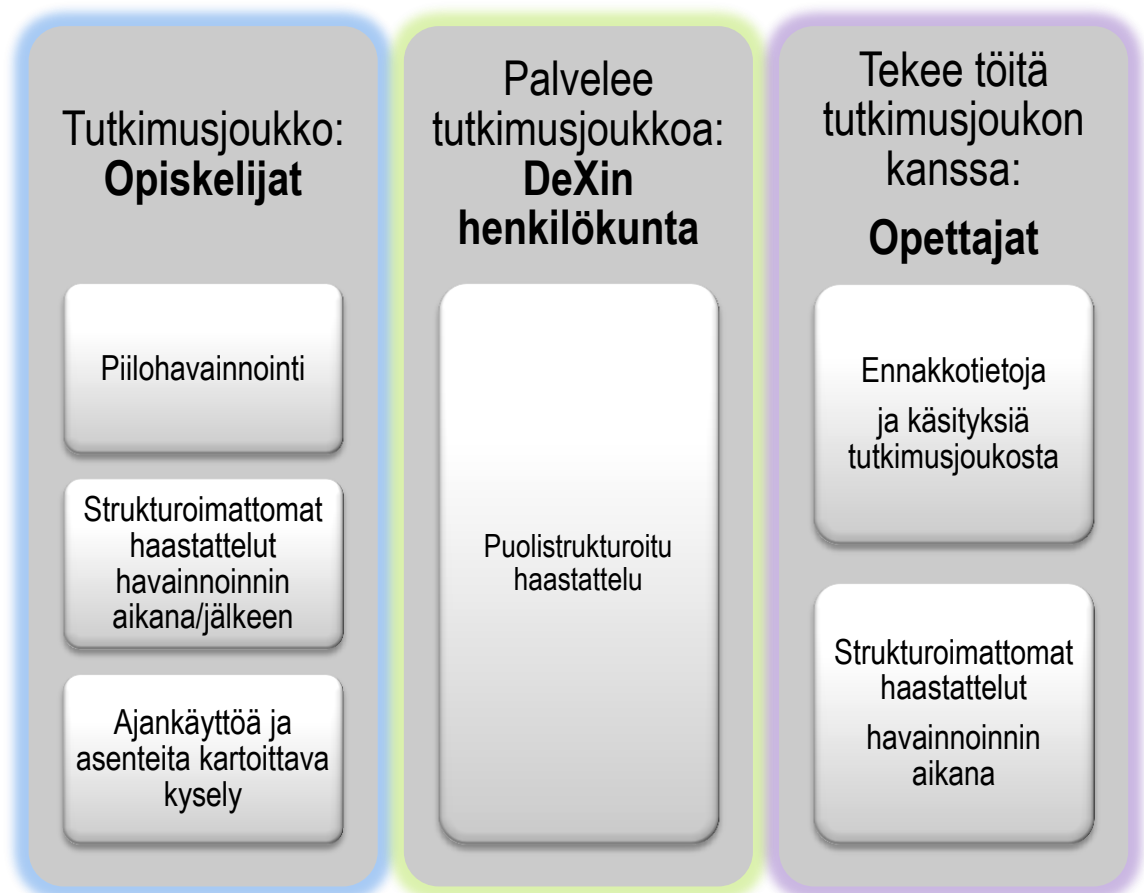 Tutkimusjoukko:
Opiskelijat
Piilohavainnointi
Strukturoimattomat
haastattelut
havainnoinnin
aikana/jälkeen
Ajankäyttöä ja
asenteita kartoittava
kysely
Palvelee
tutkimusjoukkoa:
DeXin
henkilökunta
Puolistrukturoitu
haastattelu
Tekee töitä
tutkimusjoukon
kanssa:
Opettajat
Ennakkotietoja
ja käsityksiä
tutkimusjoukosta
Strukturoimattomat
haastattelut
havainnoinnin
aikana